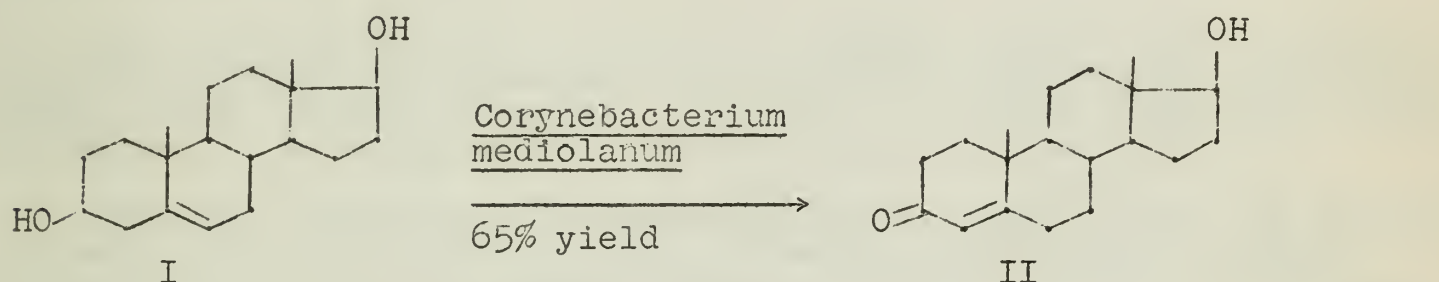 OH
OH
Corynebacterium
mediolanum
HO
O
65% yield
I
II